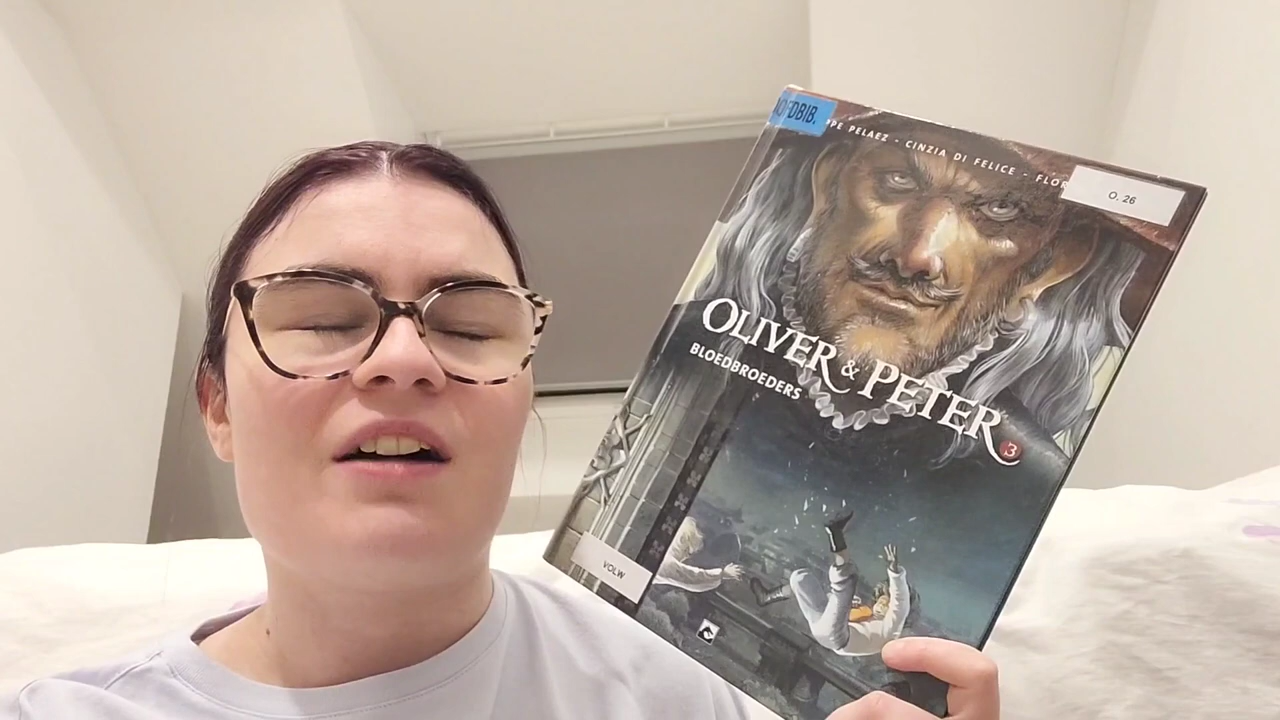 PELAEZ - CINZIA DI FELICE -
O. 26
OLIVER & PETER
BLOEDBROEDERS
3
VOLW